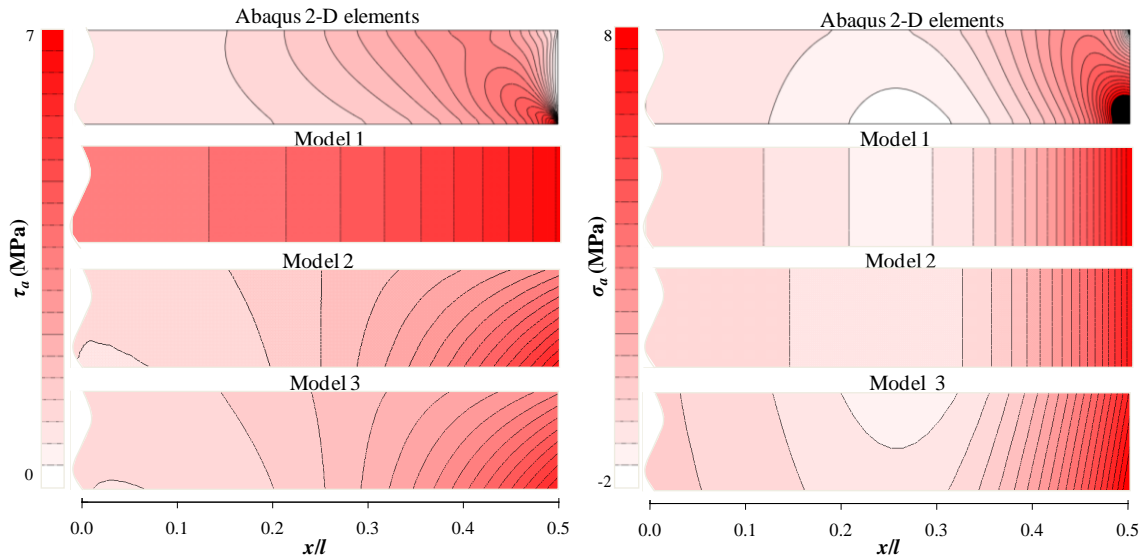 Abaqus 2-D elements
7
Model 1
Model 2
Model 3
τa (MPa)
0
0.0 0.1 0.2 0.3 0.4 0.5
x/l
Abaqus 2-D elements
8
Model 1
Model 2
Model 3
σa (MPa)
-2
0.0 0.1 0.2 0.3 0.4 0.5
x/l